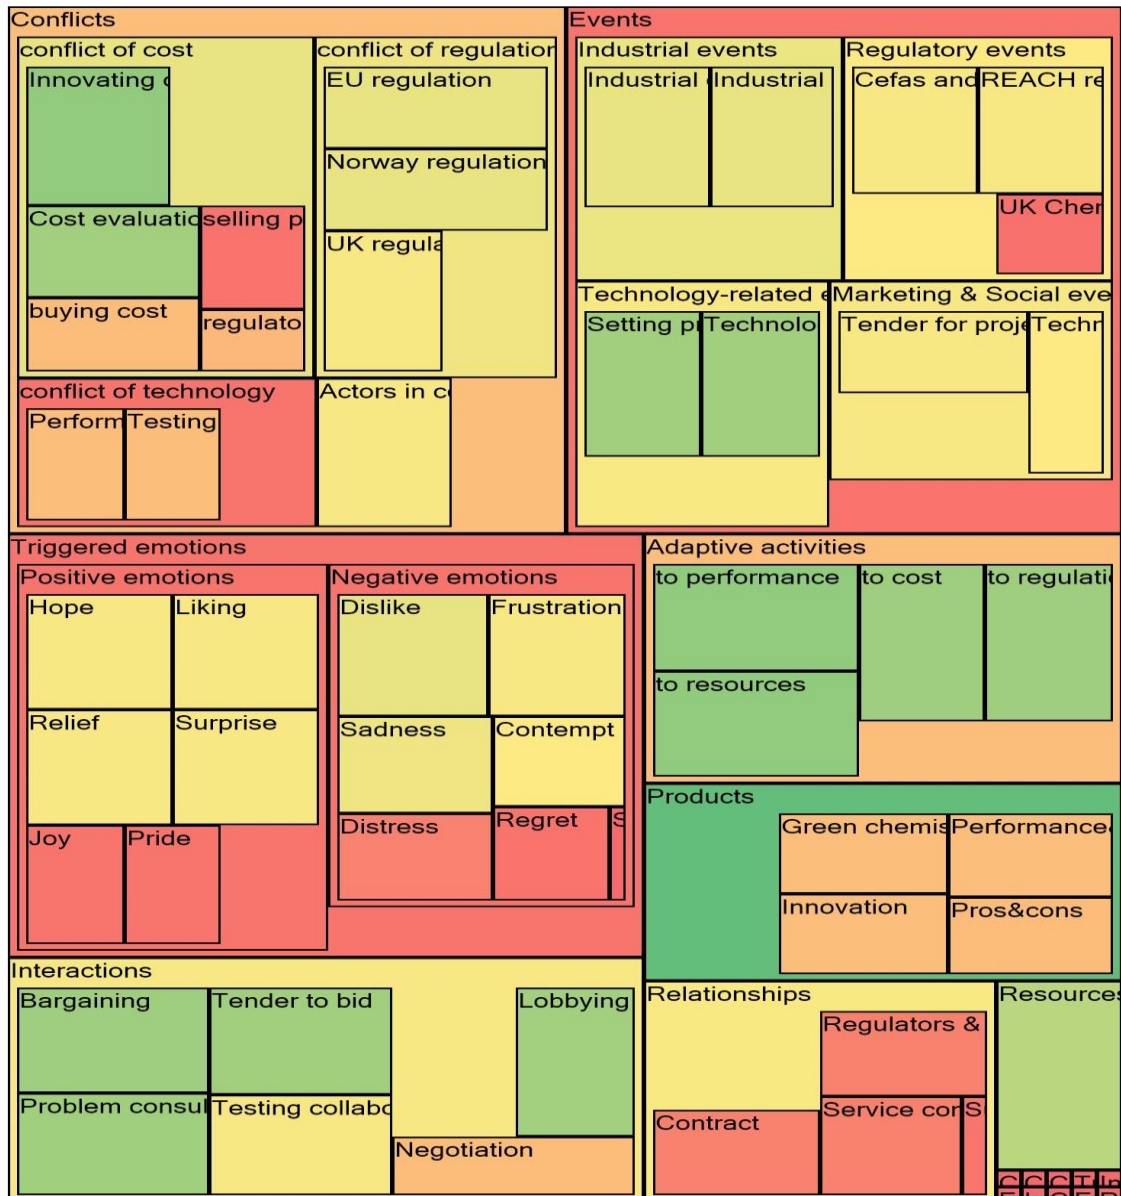 Conflicts
conflict of cost
Innovating
Cost evaluatio
selling p
buying cost
regulato
conflict of regulation
EU regulation
Norway regulation
UK regula
conflict of technology
Perform
Testing
Actors in c
Events
Industrial events
Industrial
Industrial
Regulatory events
Cefas and
REACH re
UK Cher
Technology-related e
Setting pr
Technolo
Marketing & Social eve
Tender for proje
Techn
Triggered emotions
Positive emotions
Hope
Liking
Relief
Surprise
Joy
Pride
Negative emotions
Dislike
Frustration
Sadness
Contempt
Distress
Regret
S
Adaptive activities
to performance
to cost
to regulati
to resources
Products
Green chemis
Performance
Innovation
Pros&cons
Interactions
Bargaining
Tender to bid
Lobbying
Problem consul
Testing collabo
Negotiation
Relationships
Regulators &
Contract
Service con
S
Resources
C
C
C